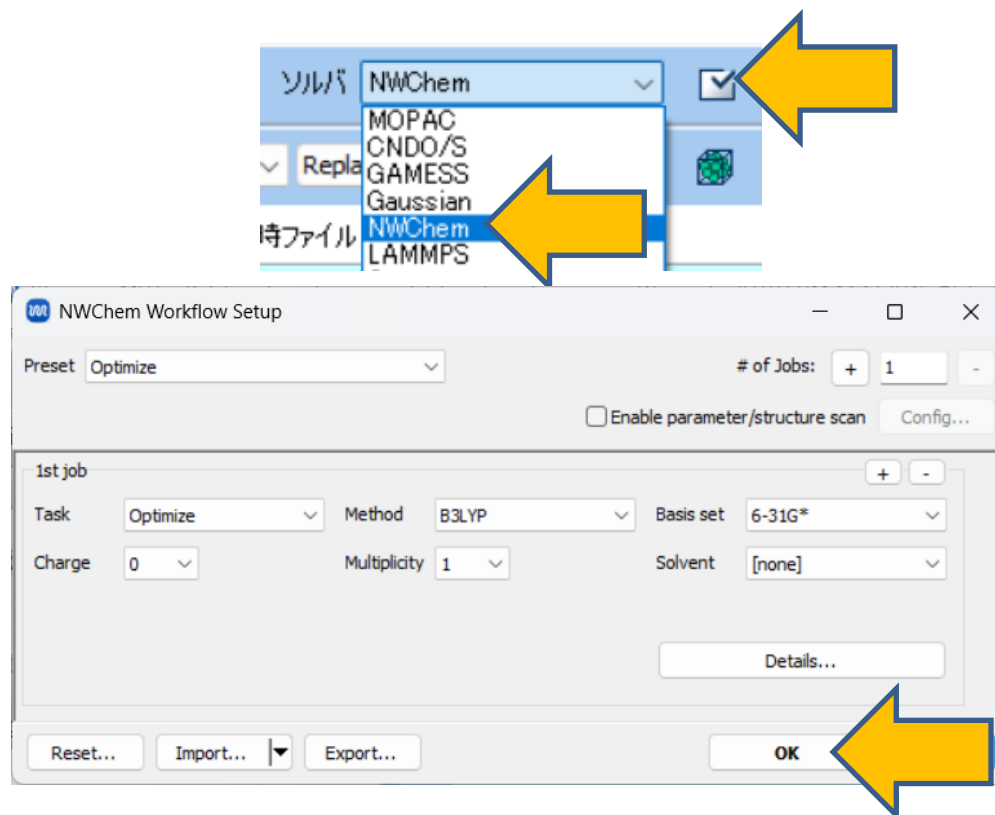 ソルバ NWChem
MOPAC
CNDO/S
Repla
GAMESS
Gaussian
時ファイル NWChem
LAMMPS
NWChem Workflow Setup
Preset Optimize # of Jobs: + 1 -
Enable parameter/structure scan Config...
1st job + -
Task Optimize Method B3LYP Basis set 6-31G*
Charge 0 Multiplicity 1 Solvent [none]
Details...
Reset... Import... Export... OK